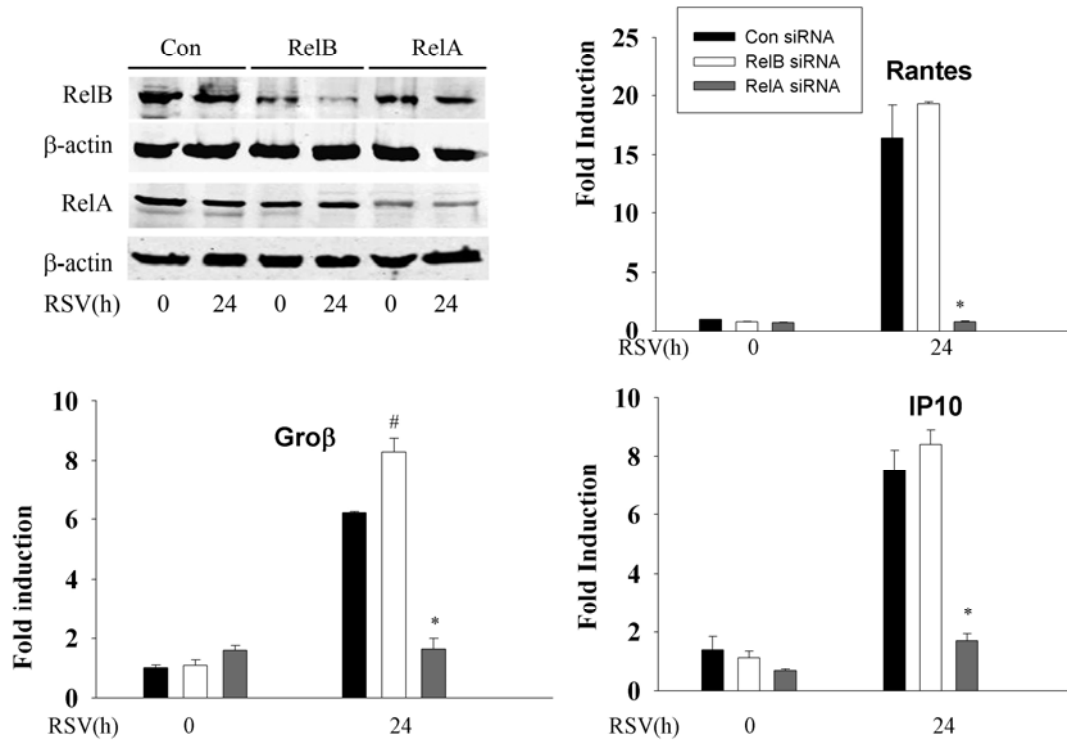 Con RelB RelA
RelB
β-actin
RelA
β-actin
RSV(h) 0 24 0 24 0 24
Con siRNA
RelB siRNA
RelA siRNA
Rantes
Fold Induction
25
20
15
10
5
0
*
RSV(h) 0 24
Groβ
Fold induction
10
8
6
4
2
0
#
*
RSV(h) 0 24
IP10
Fold Induction
10
8
6
4
2
0
*
RSV(h) 0 24